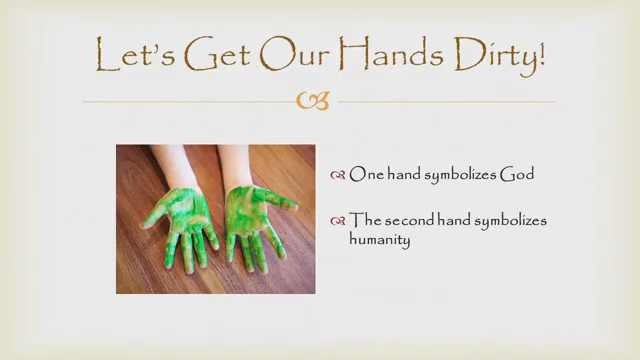 Let's Get Our Hands Dirty!
One hand symbolizes God
The second hand symbolizes
humanity